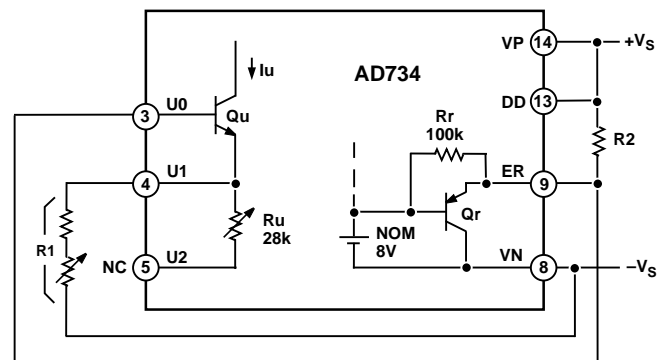 VP 14 +VS
Iu
AD734
3 U0
Qu
DD 13
Rr
100k
R2
4 U1
ER 9
R1
Ru
28k
Qr
NOM
8V
NC 5 U2
VN 8 −VS